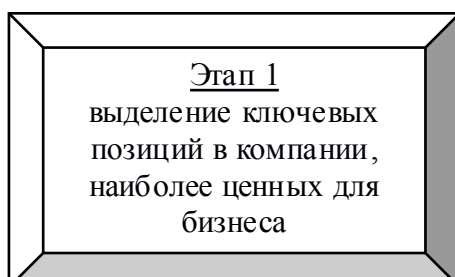 Этап 1
выделение ключевых
позиций в компании,
наиболее ценных для
бизнеса